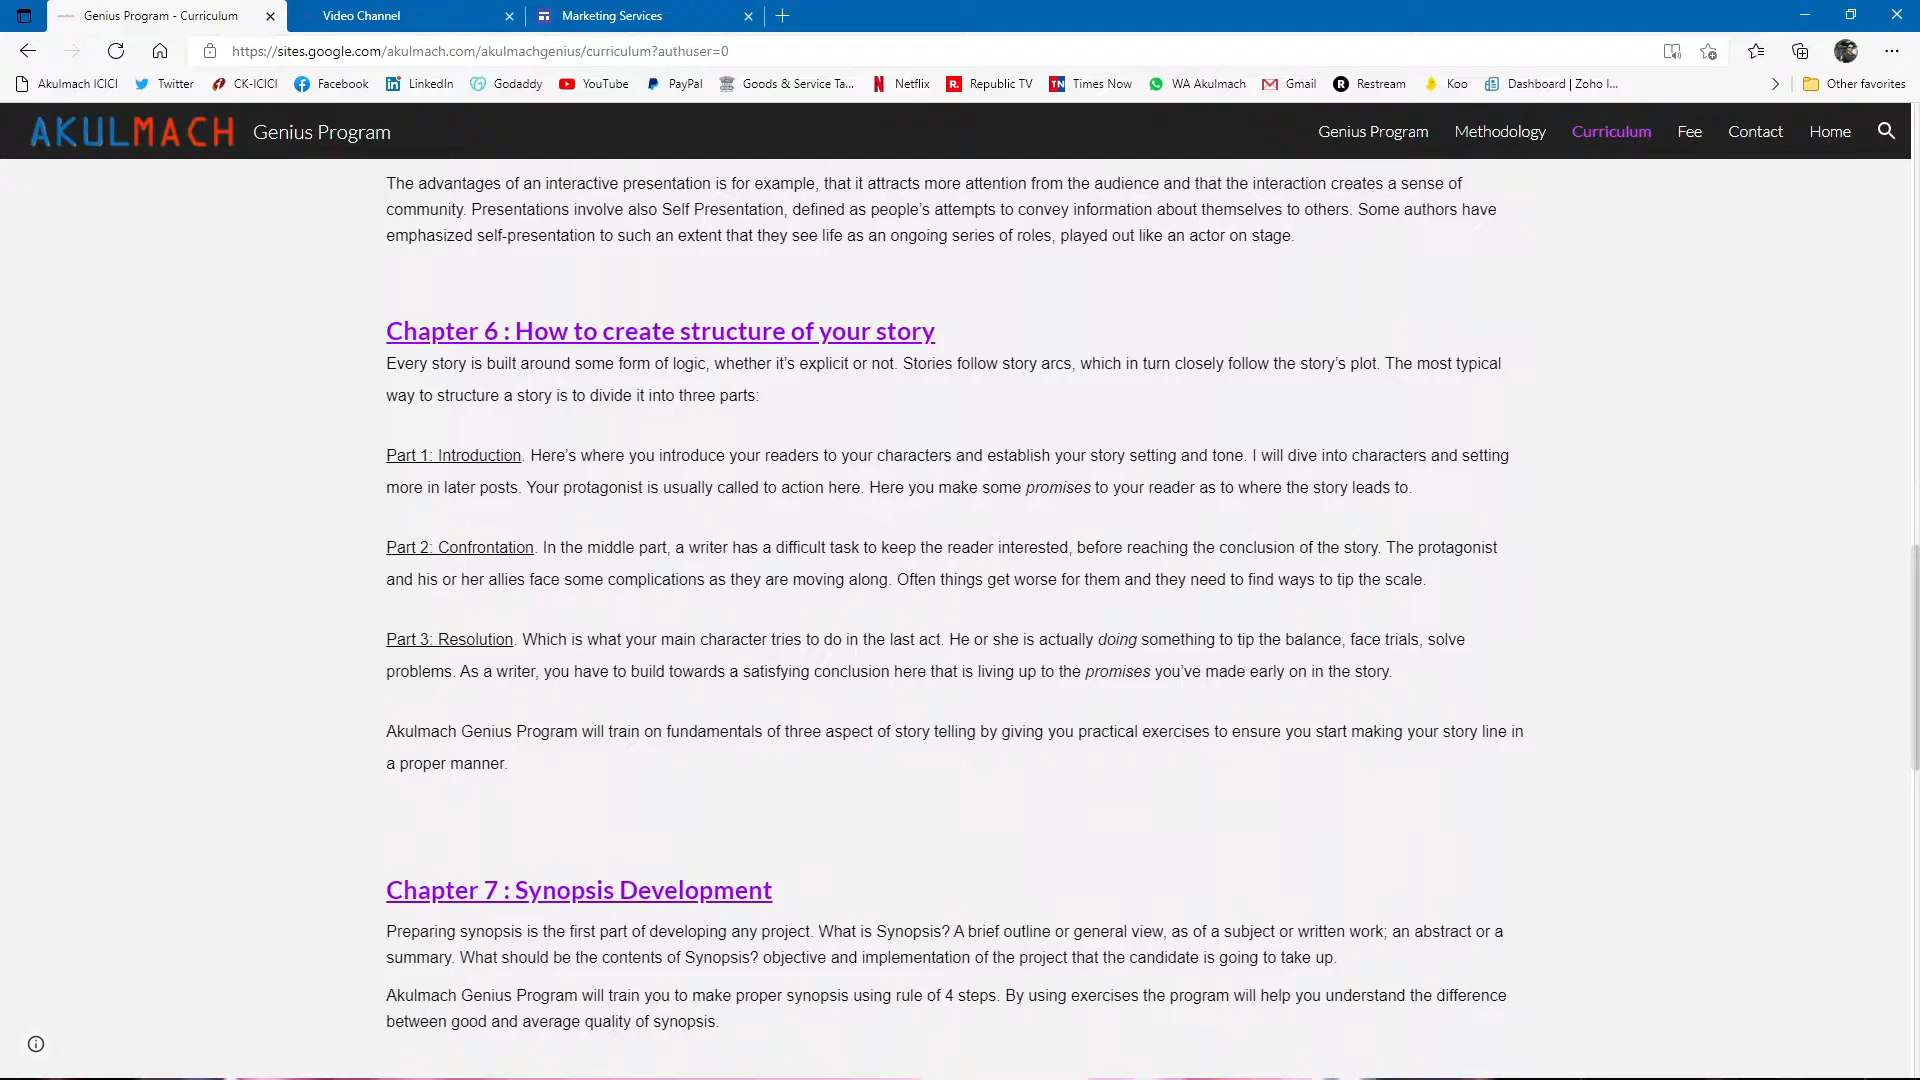 Genius Program - Curriculum
Video Channel
Marketing Services
https://sites.google.com/akulmach.com/akulmachgenius/curriculum?authuser=0
Akulmach ICICI
Twitter
CK-ICICI
Facebook
LinkedIn
Godaddy
YouTube
PayPal
Goods & Service Ta...
Netflix
Republic TV
Times Now
WA Akulmach
Gmail
Restream
Koo
Dashboard | Zoho I...
Other favorites
AKULMACH
Genius Program
Genius Program
Methodology
Curriculum
Fee
Contact
Home
The advantages of an interactive presentation is for example, that it attracts more attention from the audience and that the interaction creates a sense of
community. Presentations involve also Self Presentation, defined as people’s attempts to convey information about themselves to others. Some authors have
emphasized self-presentation to such an extent that they see life as an ongoing series of roles, played out like an actor on stage.
Chapter 6 : How to create structure of your story
Every story is built around some form of logic, whether it’s explicit or not. Stories follow story arcs, which in turn closely follow the story’s plot. The most typical
way to structure a story is to divide it into three parts:
Part 1: Introduction. Here’s where you introduce your readers to your characters and establish your story setting and tone. I will dive into characters and setting
more in later posts. Your protagonist is usually called to action here. Here you make some promises to your reader as to where the story leads to.
Part 2: Confrontation. In the middle part, a writer has a difficult task to keep the reader interested, before reaching the conclusion of the story. The protagonist
and his or her allies face some complications as they are moving along. Often things get worse for them and they need to find ways to tip the scale.
Part 3: Resolution. Which is what your main character tries to do in the last act. He or she is actually doing something to tip the balance, face trials, solve
problems. As a writer, you have to build towards a satisfying conclusion here that is living up to the promises you’ve made early on in the story.
Akulmach Genius Program will train on fundamentals of three aspect of story telling by giving you practical exercises to ensure you start making your story line in
a proper manner.
Chapter 7 : Synopsis Development
Preparing synopsis is the first part of developing any project. What is Synopsis? A brief outline or general view, as of a subject or written work; an abstract or a
summary. What should be the contents of Synopsis? objective and implementation of the project that the candidate is going to take up.
Akulmach Genius Program will train you to make proper synopsis using rule of 4 steps. By using exercises the program will help you understand the difference
between good and average quality of synopsis.